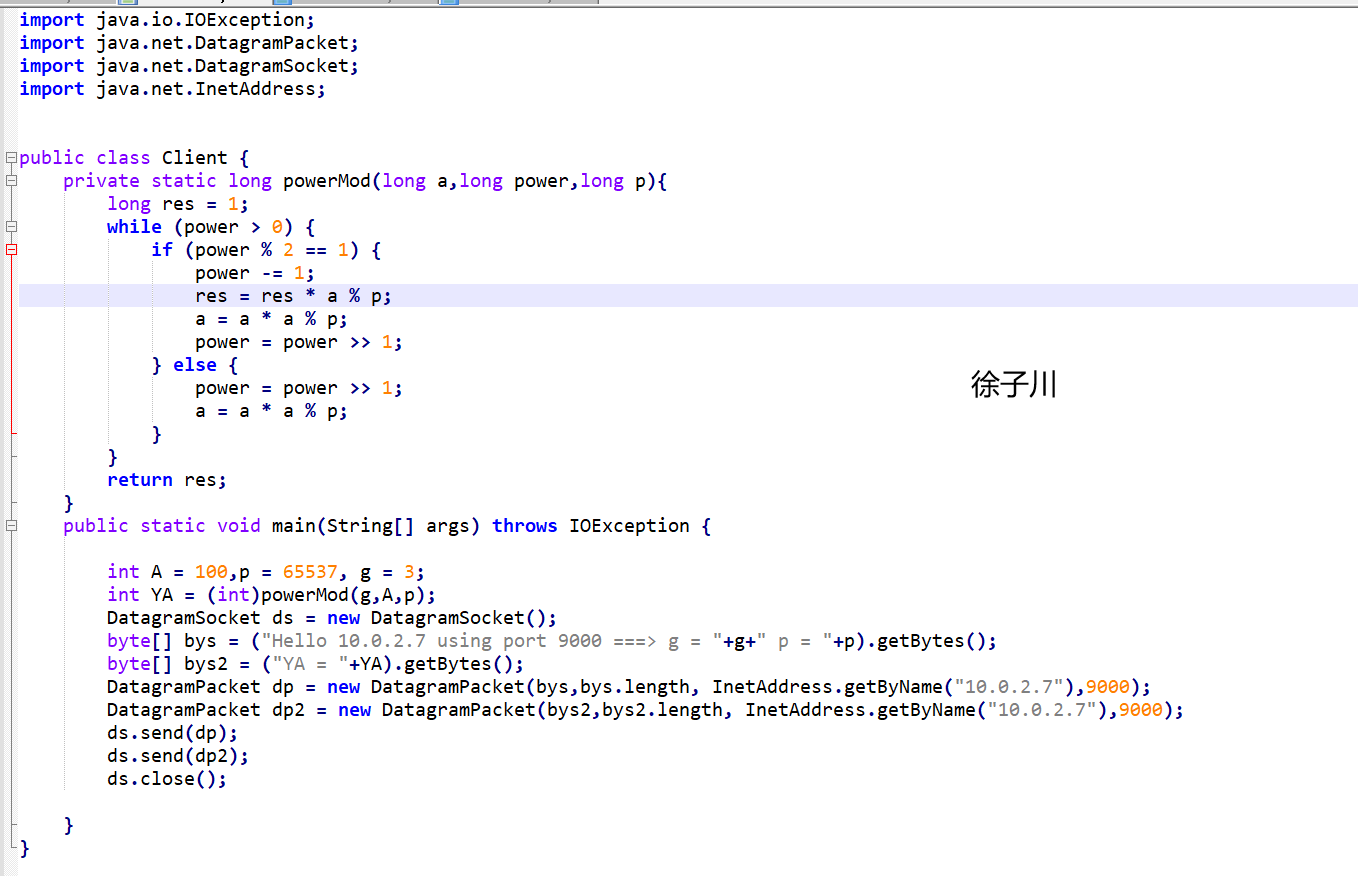 import java.io.IOException;
import java.net.DatagramPacket;
import java.net.DatagramSocket;
import java.net.InetAddress;
public class Client {
    private static long powerMod(long a,long power,long p){
        long res = 1;
        while (power > 0) {
            if (power % 2 == 1) {
                power -= 1;
                res = res * a % p;
                a = a * a % p;
                power = power >> 1;
            } else {
                power = power >> 1;
                a = a * a % p;
            }
        }
        return res;
    }
    public static void main(String[] args) throws IOException {
        int A = 100,p = 65537, g = 3;
        int YA = (int)powerMod(g,A,p);
        DatagramSocket ds = new DatagramSocket();
        byte[] bys = ("Hello 10.0.2.7 using port 9000 ===> g = "+g+" p = "+p).getBytes();
        byte[] bys2 = ("YA = "+YA).getBytes();
        DatagramPacket dp = new DatagramPacket(bys,bys.length, InetAddress.getByName("10.0.2.7"),9000);
        DatagramPacket dp2 = new DatagramPacket(bys2,bys2.length, InetAddress.getByName("10.0.2.7"),9000);
        ds.send(dp);
        ds.send(dp2);
        ds.close();
    }
}
徐子川